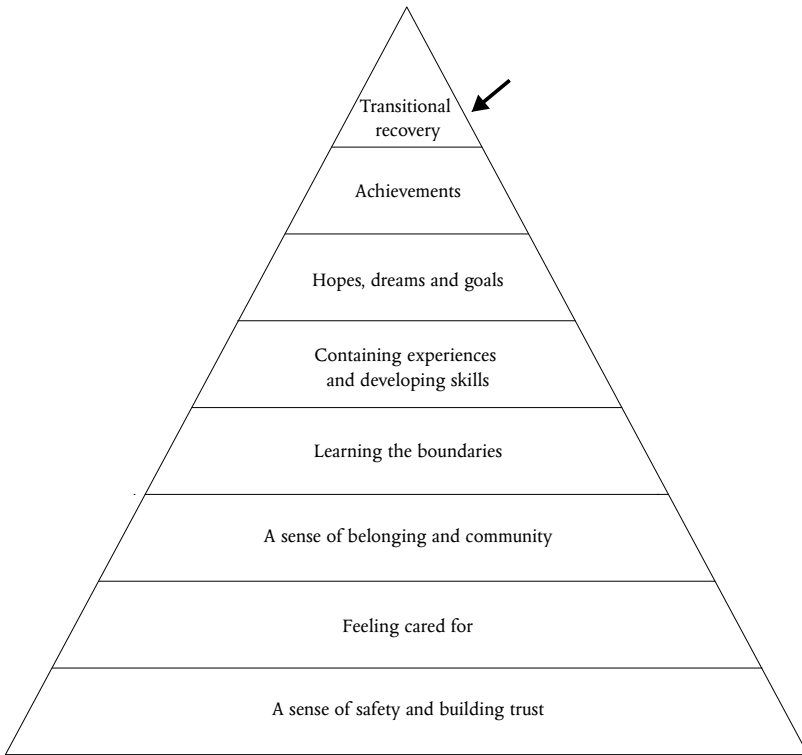 Transitional
recovery
Achievements
Hopes, dreams and goals
Containing experiences
and developing skills
Learning the boundaries
A sense of belonging and community
Feeling cared for
A sense of safety and building trust